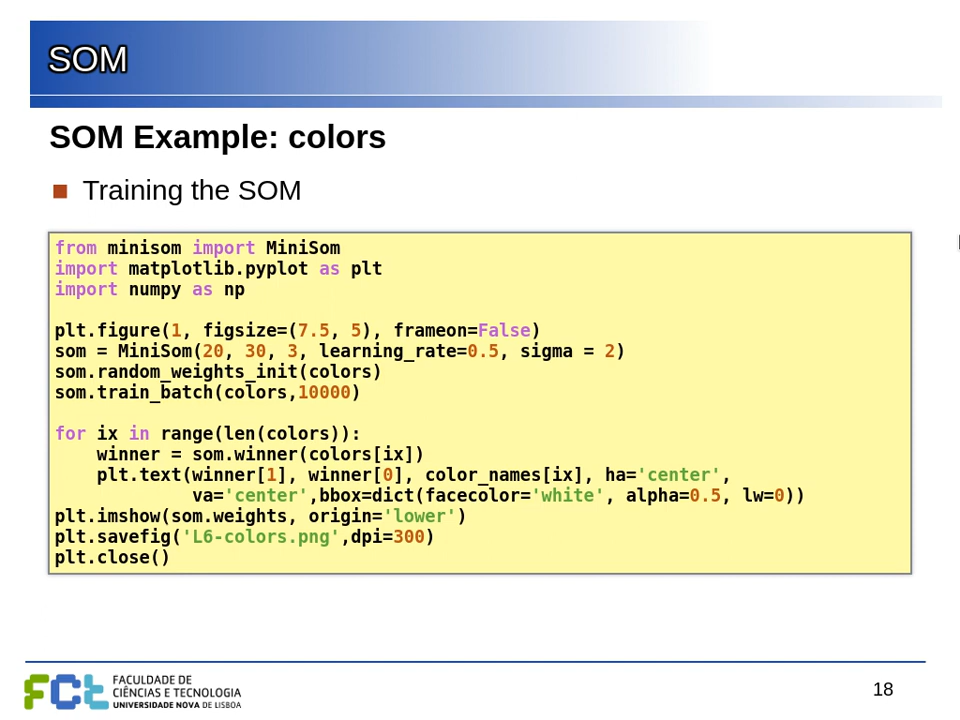 SOM
SOM Example: colors
Training the SOM
from minisom import MiniSom
import matplotlib.pyplot as plt
import numpy as np

plt.figure(1, figsize=(7.5, 5), frameon=False)
som = MiniSom(20, 30, 3, learning_rate=0.5, sigma = 2)
som.random_weights_init(colors)
som.train_batch(colors,10000)

for ix in range(len(colors)):
    winner = som.winner(colors[ix])
    plt.text(winner[1], winner[0], color_names[ix], ha='center',
             va='center',bbox=dict(facecolor='white', alpha=0.5, lw=0))
plt.imshow(som.weights, origin='lower')
plt.savefig('L6-colors.png',dpi=300)
plt.close()
FCt
FACULDADE DE
CIÊNCIAS E TECNOLOGIA
UNIVERSIDADE NOVA DE LISBOA
18